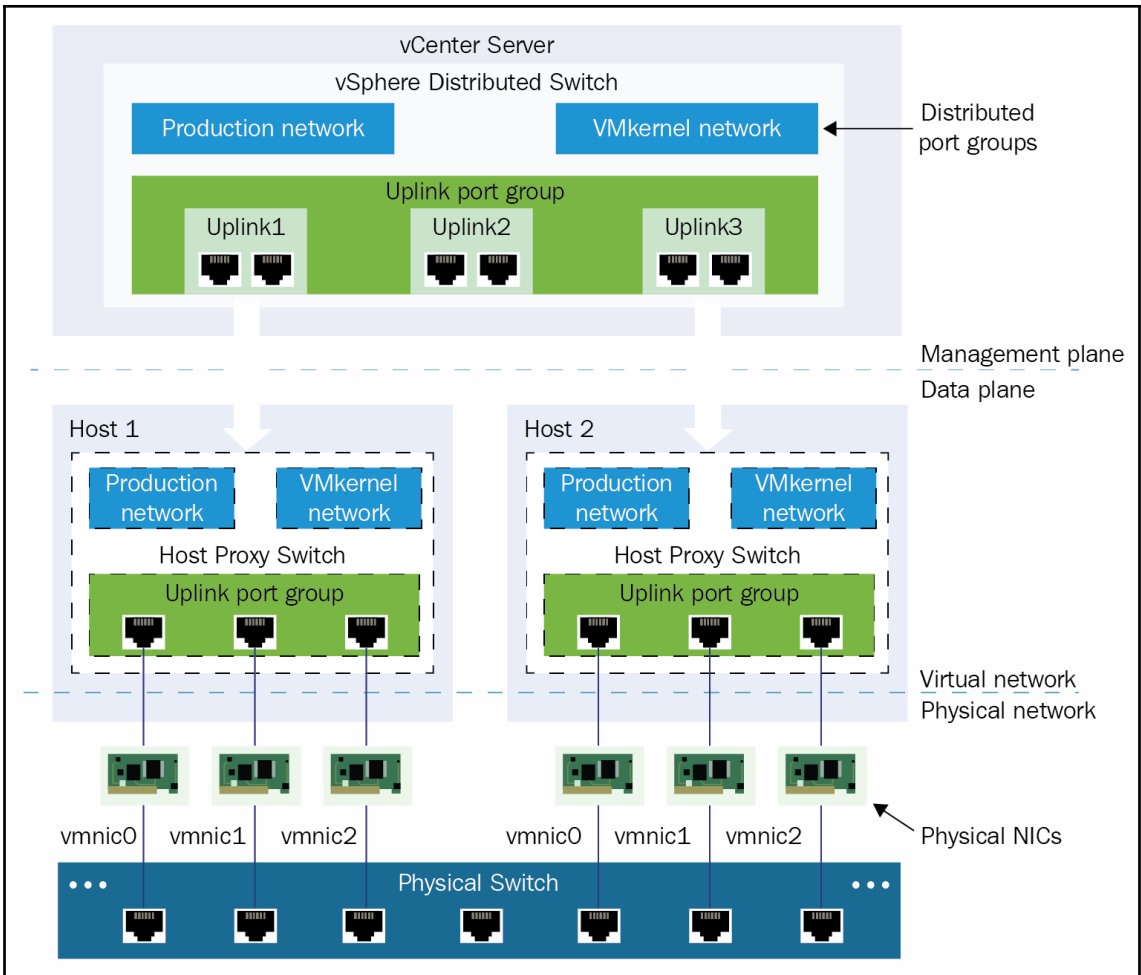 vCenter Server
vSphere Distributed Switch
Production network
VMkernel network
Distributed
port groups
Uplink port group
Uplink1
Uplink2
Uplink3
Management plane
Data plane
Host 1
Production
network
VMkernel
network
Host Proxy Switch
Uplink port group
Host 2
Production
network
VMkernel
network
Host Proxy Switch
Uplink port group
Virtual network
Physical network
vmnic0
vmnic1
vmnic2
vmnic0
vmnic1
vmnic2
Physical NICs
•••
Physical Switch
•••